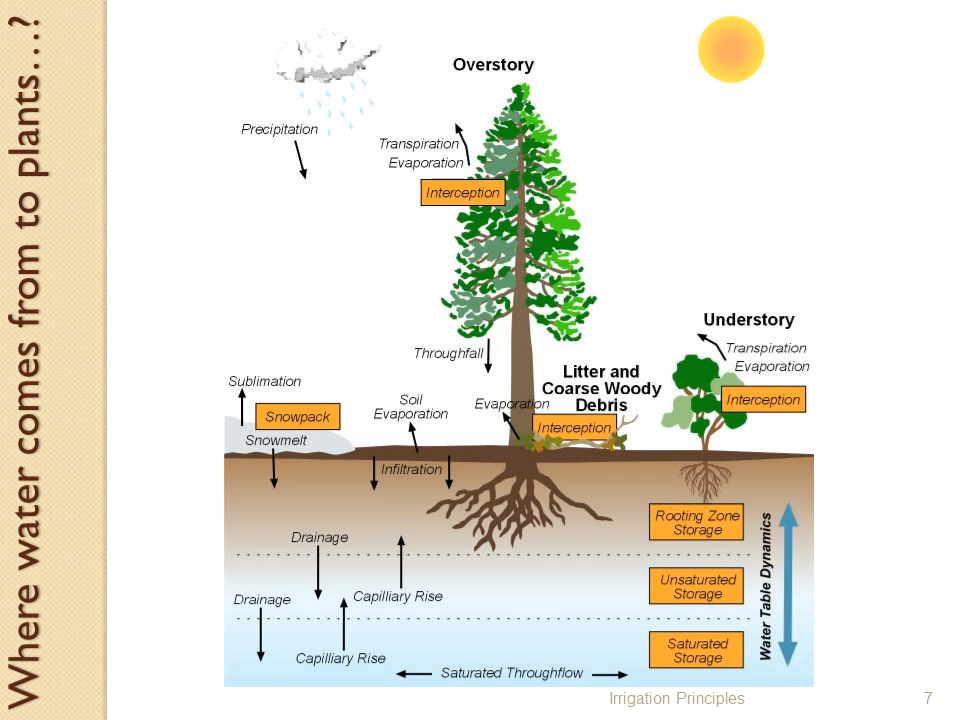 Where water comes from to plants…?
Overstory
Precipitation
Transpiration
Evaporation
Interception
Understory
Transpiration
Evaporation
Interception
Throughfall
Litter and
Coarse Woody
Debris
Evaporation
Interception
Sublimation
Snowpack
Snowmelt
Soil
Evaporation
Infiltration
Rooting Zone
Storage
Drainage
Unsaturated
Storage
Capilliary Rise
Drainage
Saturated
Storage
Capilliary Rise
Saturated Throughflow
Water Table Dynamics
Irrigation Principles
7